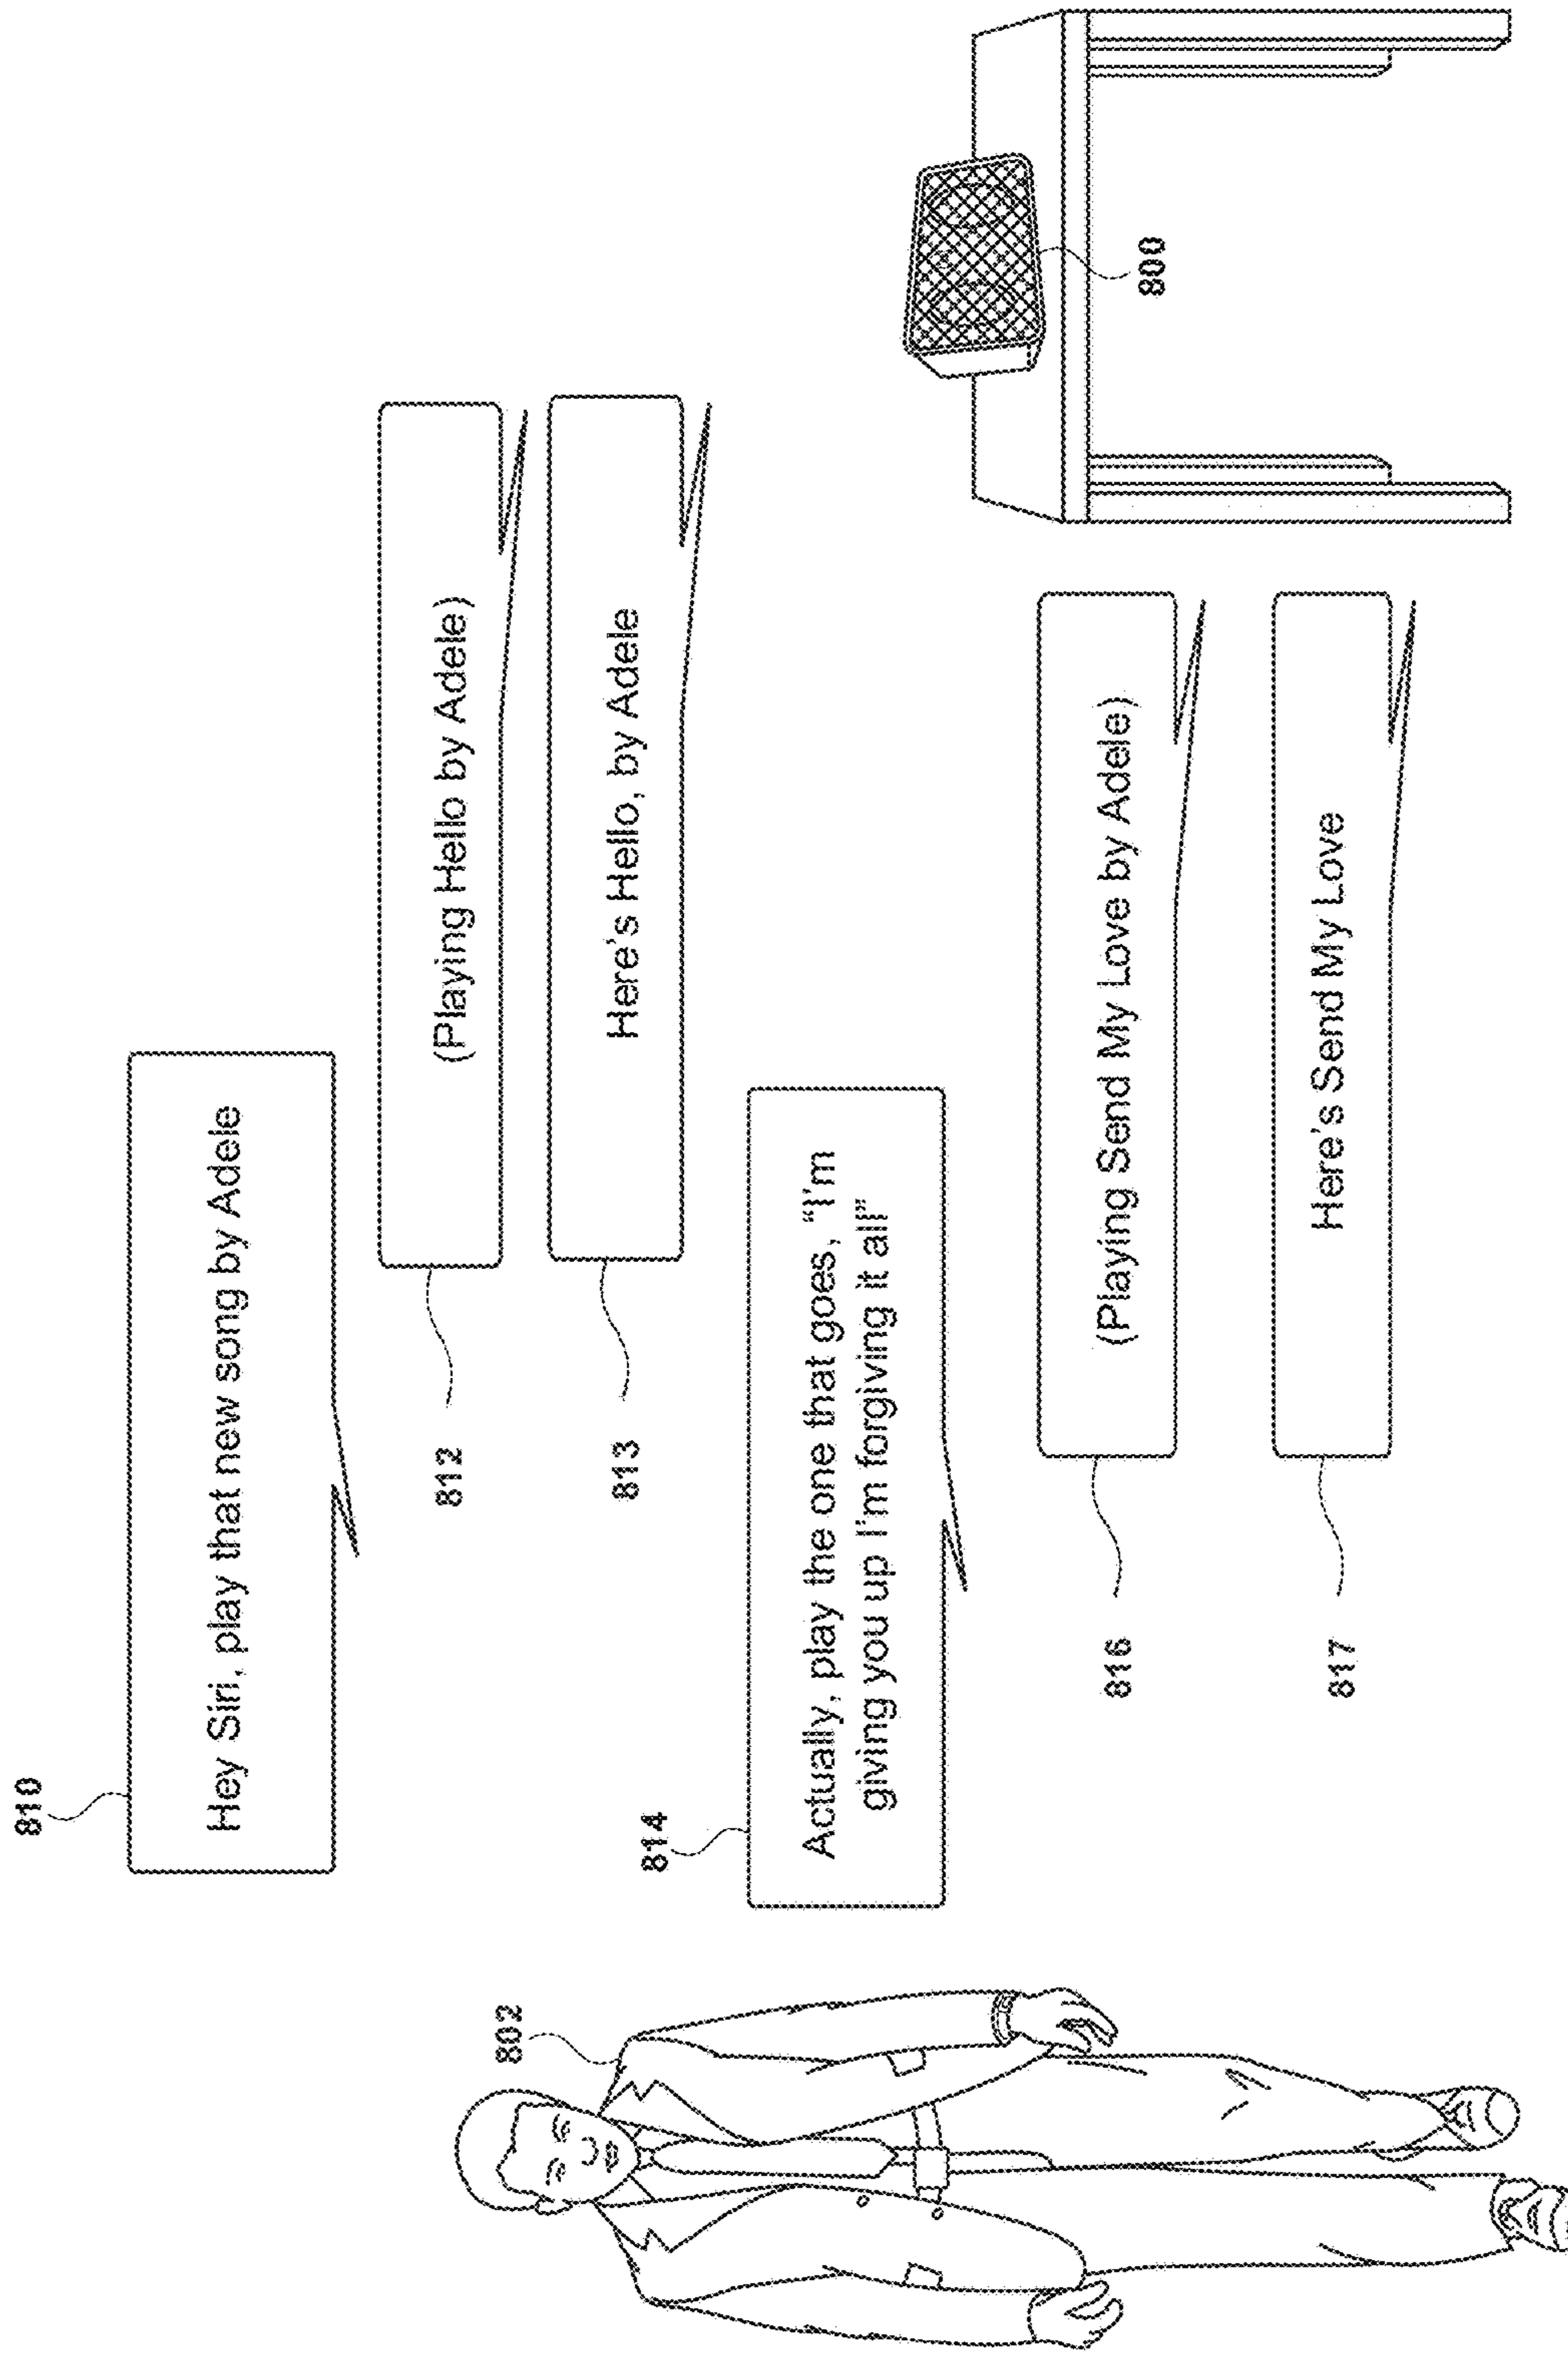 810
Hey Siri, play that new song by Adele
(Playing Hello by Adele)
812
Here's Hello, by Adele
813
802
814
Actually, play the one that goes, "I'm
giving you up I'm forgiving it all"
(Playing Send My Love by Adele)
816
Here's Send My Love
817
800